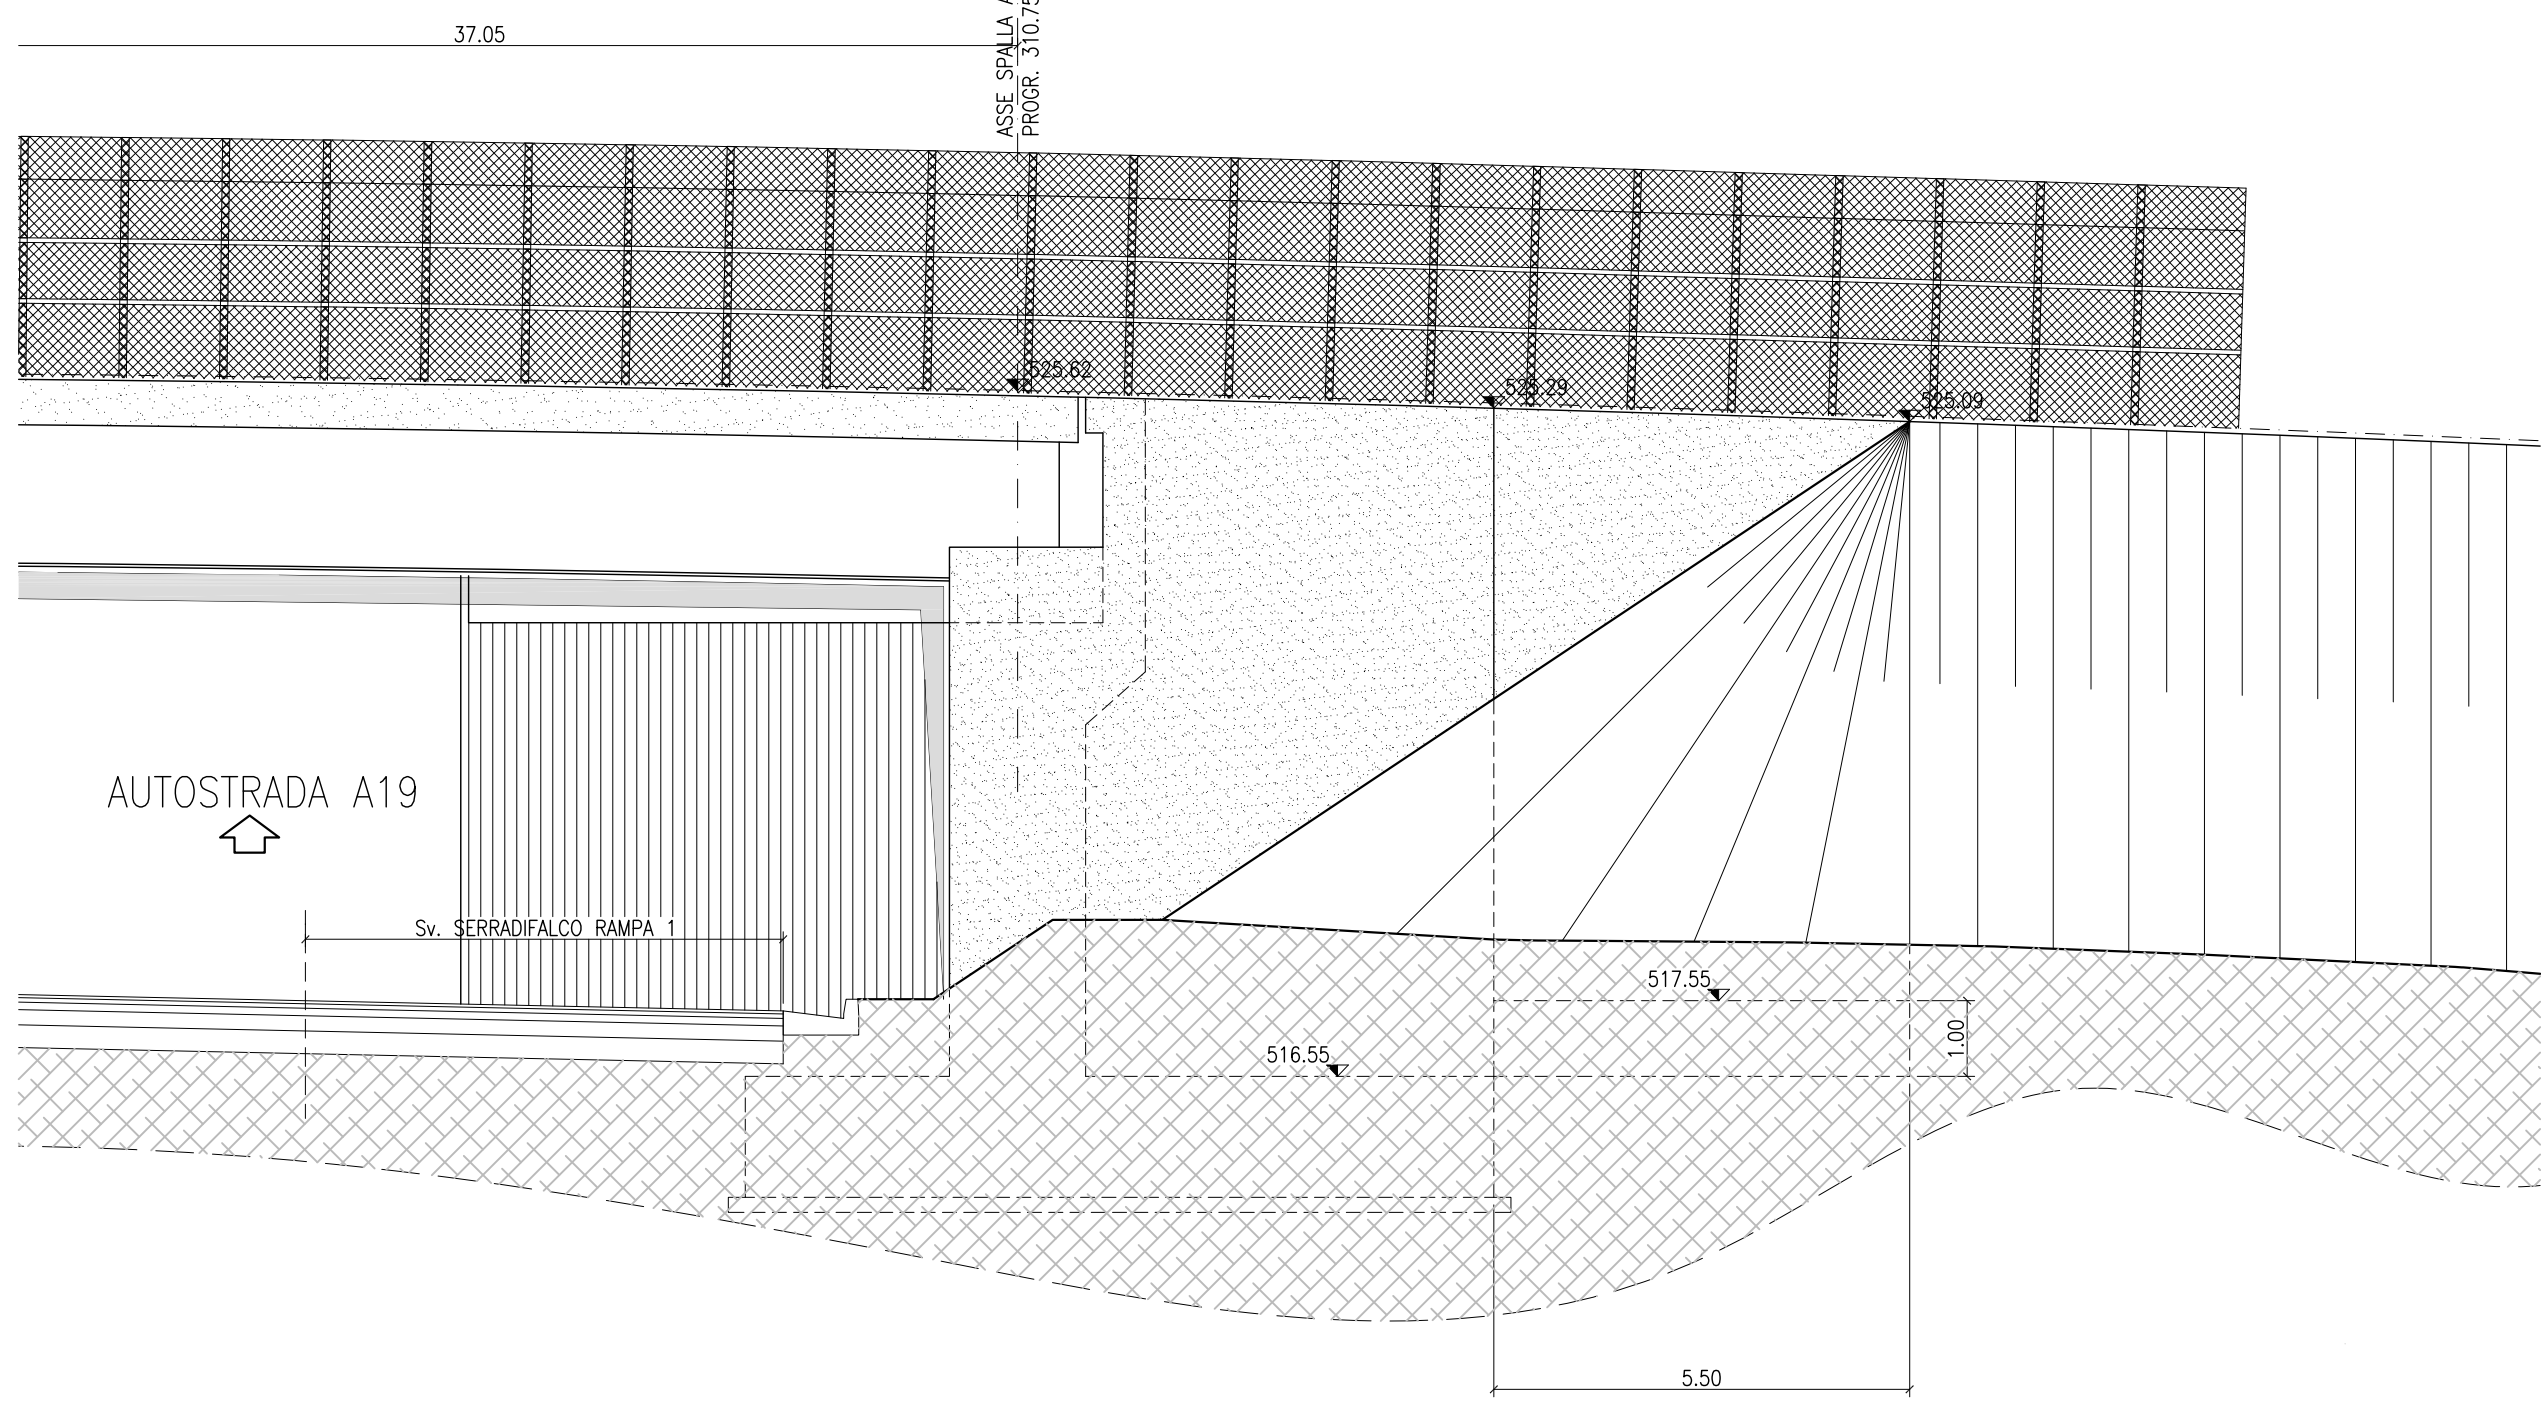 37.05
ASSE SPALLA A
PROGR. 310.75
525.62
525.29
525.09
AUTOSTRADA A19
Sv. SERRADIFALCO RAMPA 1
517.55
516.55
1.00
5.50